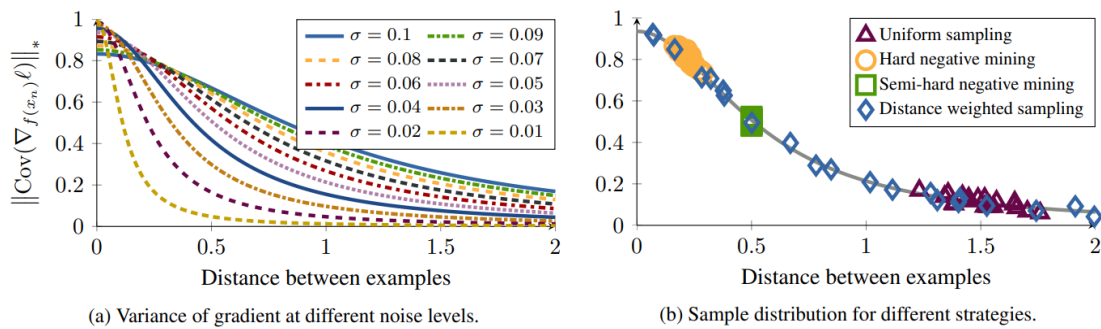 ||Cov(∇f(xn)ℓ)||*
1
0.8
0.6
0.4
0.2
0
0 0.5 1 1.5 2
σ = 0.1 σ = 0.09
σ = 0.08 σ = 0.07
σ = 0.06 σ = 0.05
σ = 0.04 σ = 0.03
σ = 0.02 σ = 0.01
Distance between examples
(a) Variance of gradient at different noise levels.
1
0.8
0.6
0.4
0.2
0
0 0.5 1 1.5 2
Uniform sampling
Hard negative mining
Semi-hard negative mining
Distance weighted sampling
Distance between examples
(b) Sample distribution for different strategies.